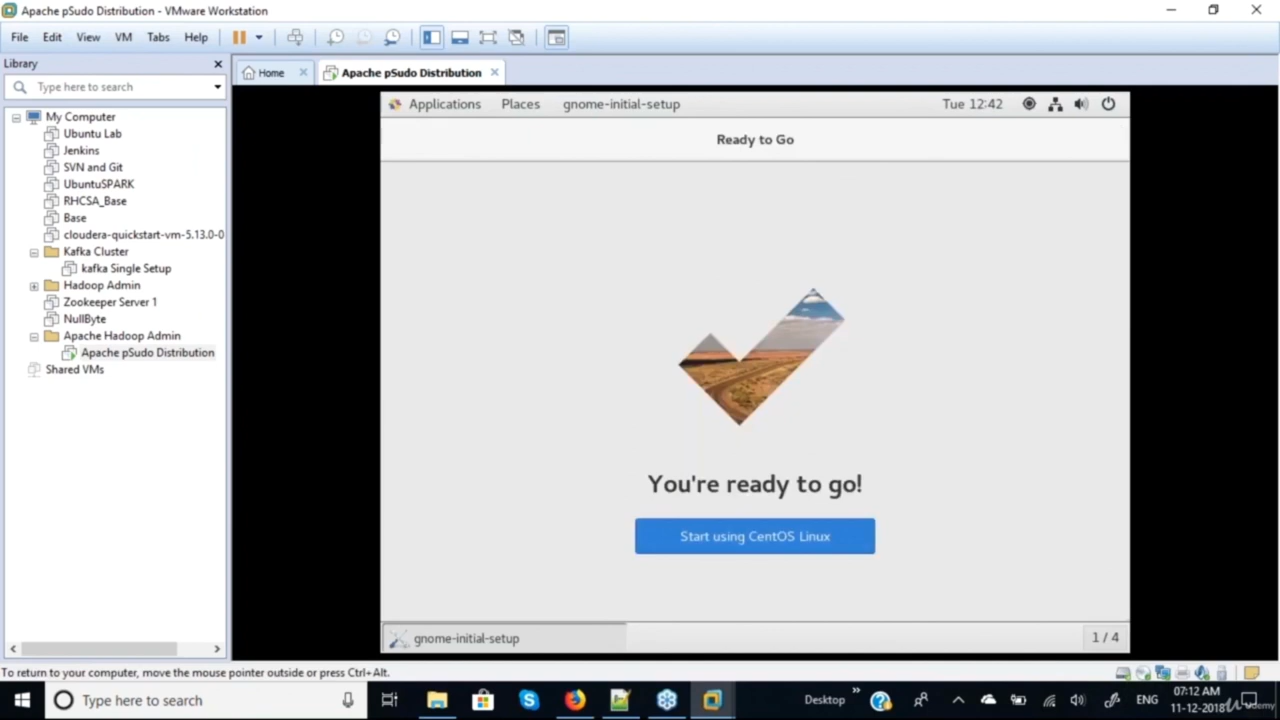 Apache pSudo Distribution - VMware Workstation
File Edit View VM Tabs Help
Library
Type here to search
Home
Apache pSudo Distribution
My Computer
Ubuntu Lab
Jenkins
SVN and Git
UbuntuSPARK
RHCSA_Base
Base
cloudera-quickstart-vm-5.13.0-0
Kafka Cluster
kafka Single Setup
Hadoop Admin
Zookeeper Server 1
NullByte
Apache Hadoop Admin
Apache pSudo Distribution
Shared VMs
Applications Places gnome-initial-setup Tue 12:42
Ready to Go
You're ready to go!
Start using CentOS Linux
gnome-initial-setup 1 / 4
To return to your computer, move the mouse pointer outside or press Ctrl+Alt.
Type here to search
Desktop
ENG
07:12 AM
11-12-2018
Udemy